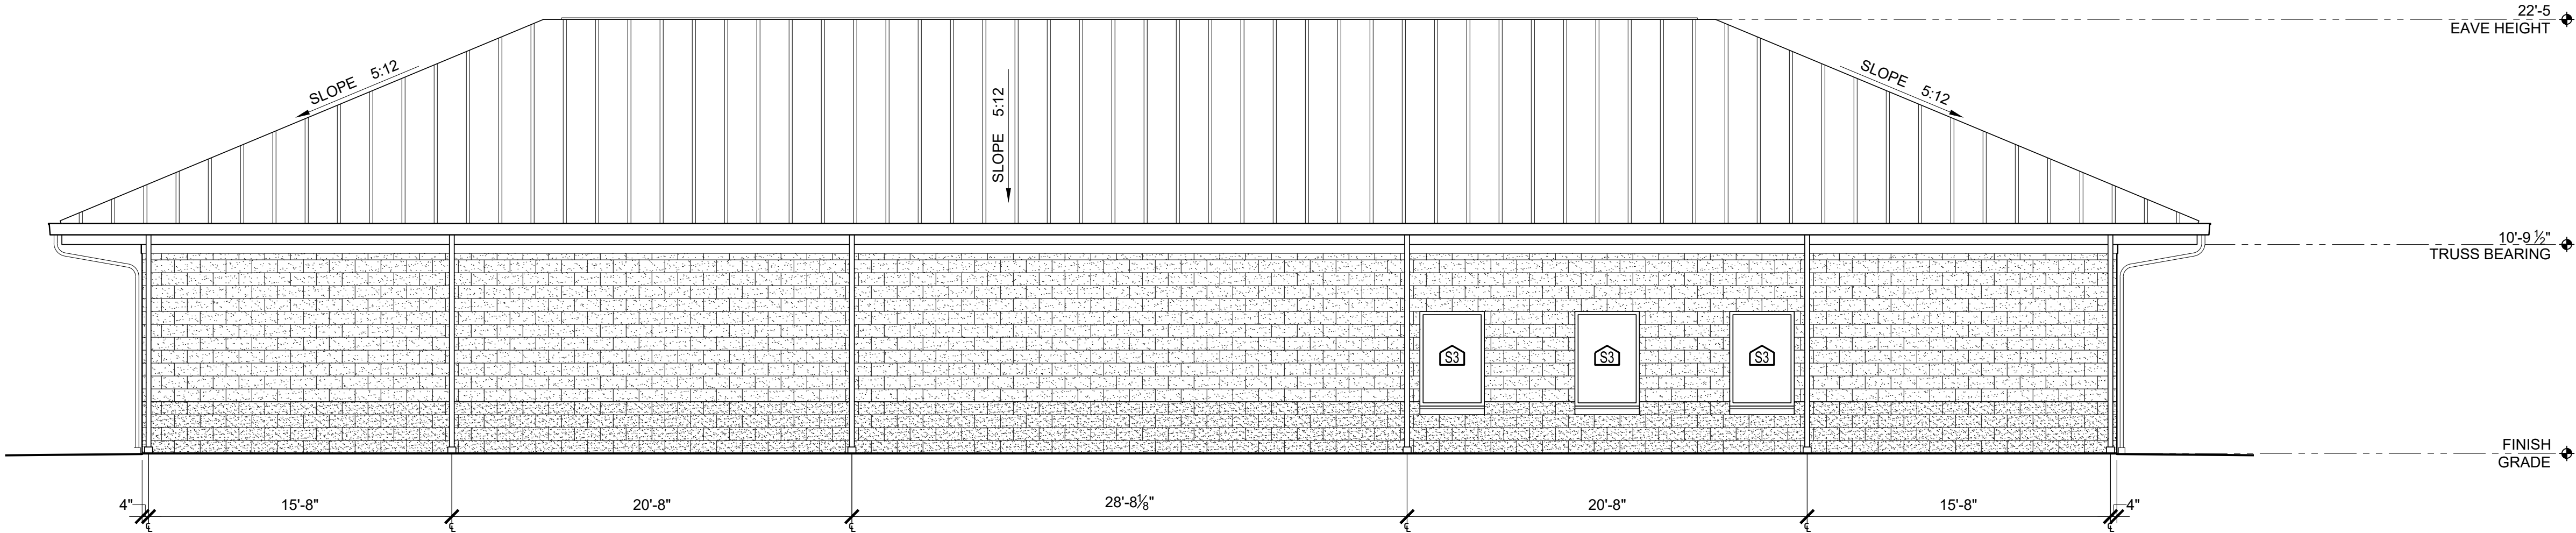 22'-5
EAVE HEIGHT
SLOPE 5:12
SLOPE 5:12
SLOPE 5:12
10'-9 ½"
TRUSS BEARING
S3
S3
S3
FINISH
GRADE
4"
15'-8"
20'-8"
28'-8⅛"
20'-8"
15'-8"
4"
℄
℄
℄
℄
℄
℄